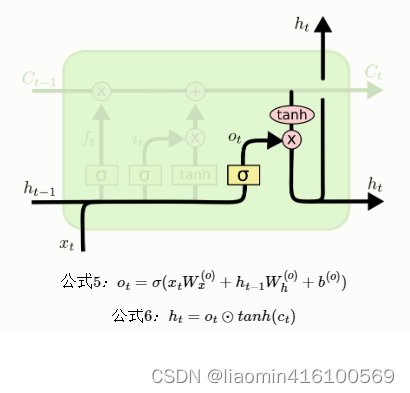 h_t
C_{t-1} × + C_t
tanh
f_t i_t × o_t ×
σ σ tanh σ
h_{t-1} h_t
x_t
公式5：o_t = σ(x_t W_x^{(o)} + h_{t-1} W_h^{(o)} + b^{(o)})
公式6：h_t = o_t ⊙ tanh(c_t)
CSDN @liaomin416100569